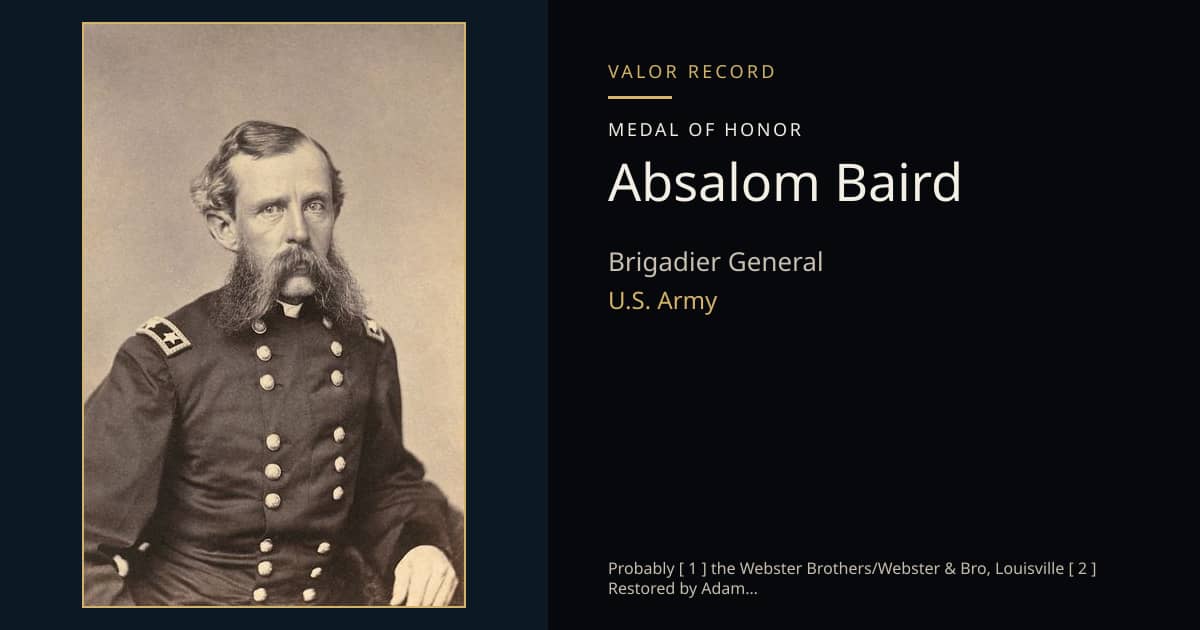 VALOR RECORD
MEDAL OF HONOR
Absalom Baird
Brigadier General
U.S. Army
Probably [ 1 ] the Webster Brothers/Webster & Bro, Louisville [ 2 ]
Restored by Adam...